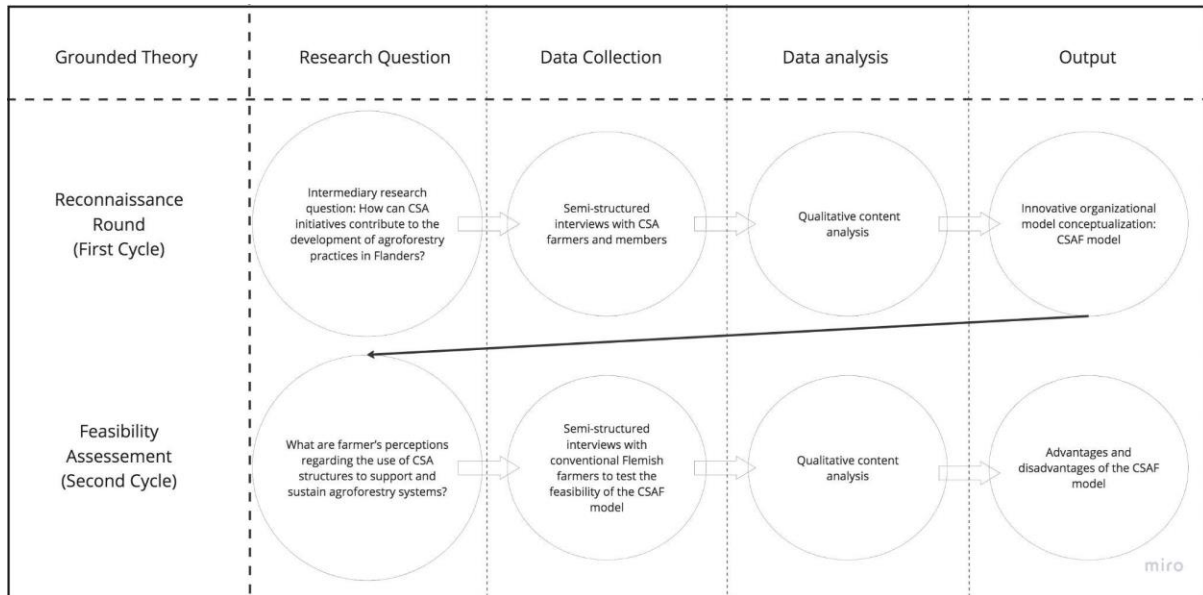 Grounded Theory
Research Question
Data Collection
Data analysis
Output
Reconnaissance
Round
(First Cycle)
Intermediary research
question: How can CSA
initiatives contribute to the
development of agroforestry
practices in Flanders?
Semi-structured
interviews with CSA
farmers and members
Qualitative content
analysis
Innovative organizational
model conceptualization:
CSAF model
Feasibility
Assessement
(Second Cycle)
What are farmer's perceptions
regarding the use of CSA
structures to support and
sustain agroforestry systems?
Semi-structured
interviews with
conventional Flemish
farmers to test the
feasibility of the CSAF
model
Qualitative content
analysis
Advantages and
disadvantages of the CSAF
model
miro